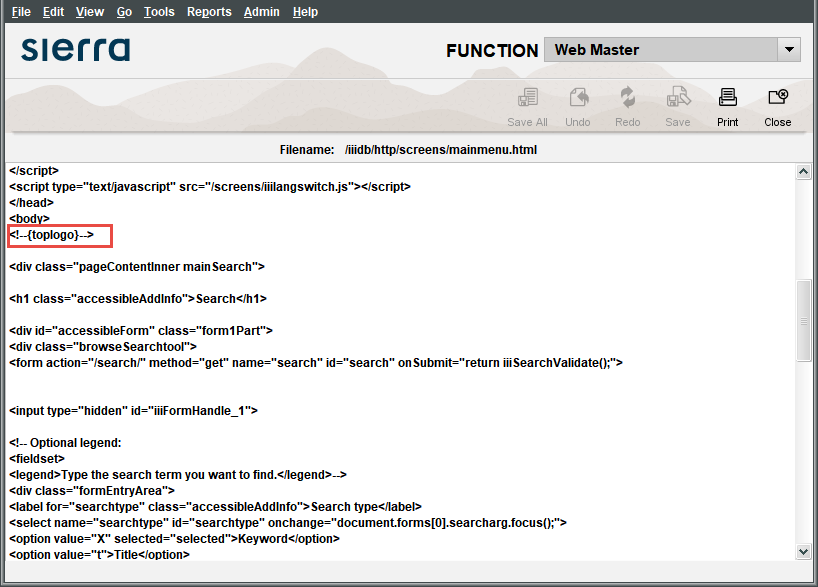 File Edit View Go Tools Reports Admin Help
sierra
FUNCTION Web Master
Save All Undo Redo Save Print Close
Filename: /iiidb/http/screens/mainmenu.html
</script>
<script type="text/javascript" src="/screens/iiilangswitch.js"></script>
</head>
<body>
<!--{toplogo}-->
<div class="pageContentInner mainSearch">
<h1 class="accessibleAddInfo">Search</h1>
<div id="accessibleForm" class="form1Part">
<div class="browseSearchtool">
<form action="/search/" method="get" name="search" id="search" onSubmit="return iiiSearchValidate();">
<input type="hidden" id="iiiFormHandle_1">
<!-- Optional legend:
<fieldset>
<legend>Type the search term you want to find.</legend>-->
<div class="formEntryArea">
<label for="searchtype" class="accessibleAddInfo">Search type</label>
<select name="searchtype" id="searchtype" onchange="document.forms[0].searcharg.focus();">
<option value="X" selected="selected">Keyword</option>
<option value="t">Title</option>